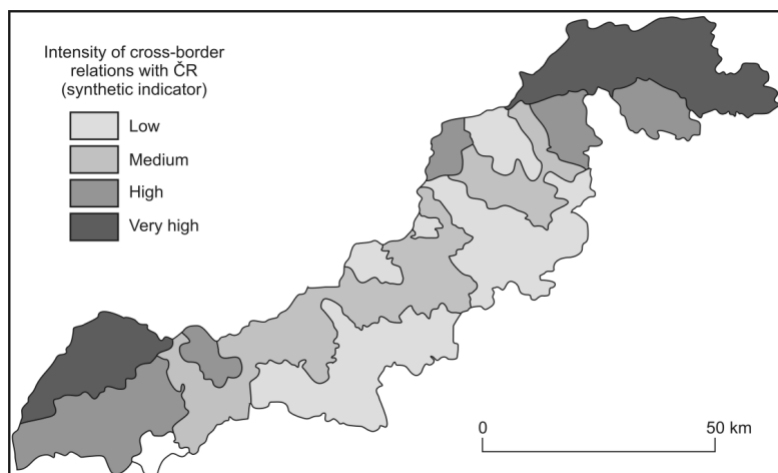 Intensity of cross-border
relations with ČR
(synthetic indicator)
Low
Medium
High
Very high
0 50 km